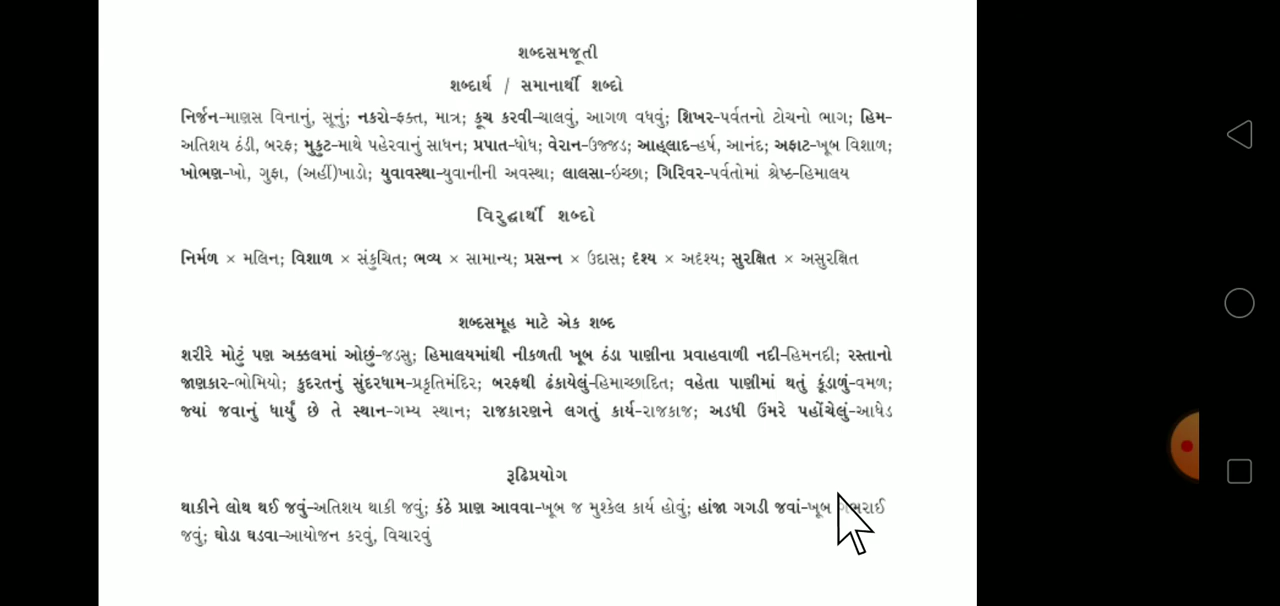 શબ્દસમજૂતી
શબ્દાર્થ / સમાનાર્થી શબ્દો
નિર્જન-માણસ વિનાનું, સૂનું; નકરો-ફક્ત, માત્ર; કૂચ કરવી-ચાલવું, આગળ વધવું; શિખર-પર્વતનો ટોચનો ભાગ; હિમ-
અતિશય ઠંડી, બરફ; મુકુટ-માથે પહેરવાનું સાધન; પ્રપાત-ધોધ; વેરાન-ઉજ્જડ; આહ્લાદ-હર્ષ, આનંદ; અફાટ-ખૂબ વિશાળ;
ખોભણ-ખો, ગુફા, (અહીં)ખાડો; યુવાવસ્થા-યુવાનીની અવસ્થા; લાલસા-ઇચ્છા; ગિરિવર-પર્વતોમાં શ્રેષ્ઠ-હિમાલય
વિરુદ્ધાર્થી શબ્દો
નિર્મળ × મલિન; વિશાળ × સંકુચિત; ભવ્ય × સામાન્ય; પ્રસન્ન × ઉદાસ; દૃશ્ય × અદૃશ્ય; સુરક્ષિત × અસુરક્ષિત
શબ્દસમૂહ માટે એક શબ્દ
શરીરે મોટું પણ અક્કલમાં ઓછું-જડસુ; હિમાલયમાંથી નીકળતી ખૂબ ઠંડા પાણીના પ્રવાહવાળી નદી-હિમનદી; રસ્તાનો
જાણકાર-ભોમિયો; કુદરતનું સુંદરધામ-પ્રકૃતિમંદિર; બરફથી ઢંકાયેલું-હિમાચ્છાદિત; વહેતા પાણીમાં થતું કૂંડાળું-વમળ;
જ્યાં જવાનું ધાર્યું છે તે સ્થાન-ગમ્ય સ્થાન; રાજકારણને લગતું કાર્ય-રાજકાજ; અડધી ઉંમરે પહોંચેલું-આધેડ
રૂઢિપ્રયોગ
થાકીને લોથ થઈ જવું-અતિશય થાકી જવું; કંઠે પ્રાણ આવવા-ખૂબ જ મુશ્કેલ કાર્ય હોવું; હાંજા ગગડી જવાં-ખૂબ
જવું; ઘોડા ઘડવા-આયોજન કરવું, વિચારવું